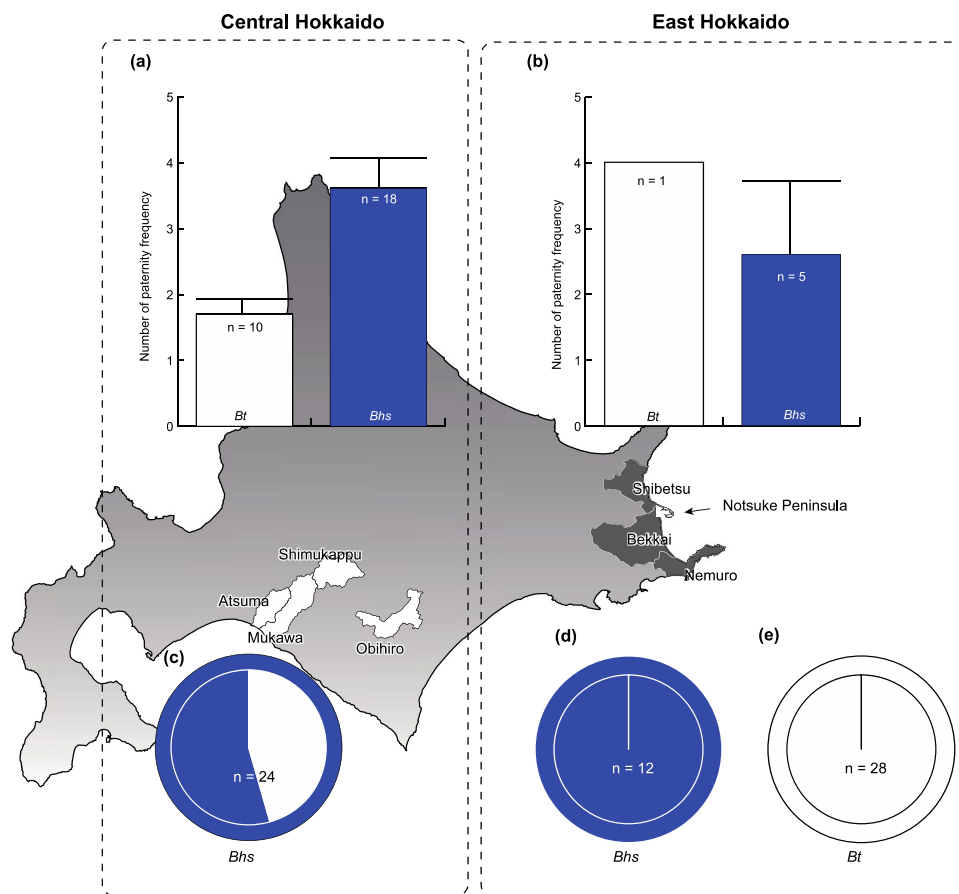 Central Hokkaido
East Hokkaido
(a)
5
4
3
2
1
0
Number of paternity frequency
n = 10
Bt
n = 18
Bhs
(b)
5
4
3
2
1
0
Number of paternity frequency
n = 1
Bt
n = 5
Bhs
Shibetsu
Notsuke Peninsula
Bekkai
Nemuro
Shimukappu
Atsuma
Mukawa
Obihiro
(c)
n = 24
Bhs
(d)
n = 12
Bhs
(e)
n = 28
Bt